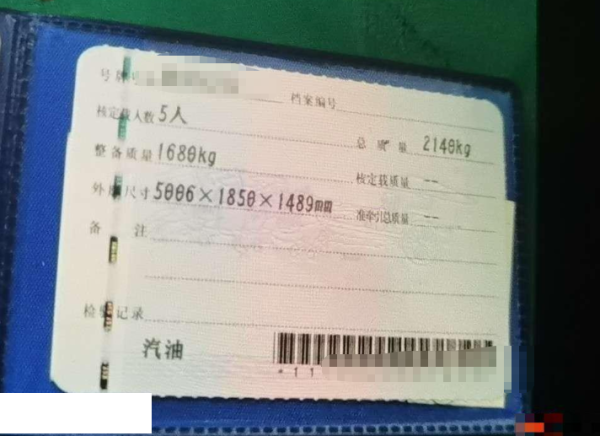 号牌号
档案编号
核定载人数 5人
总质量 2140kg
整备质量 1680kg
核定载质量 --
外廓尺寸 5006×1850×1489mm
准牵引总质量 --
备 注
检验记录
汽油
*11